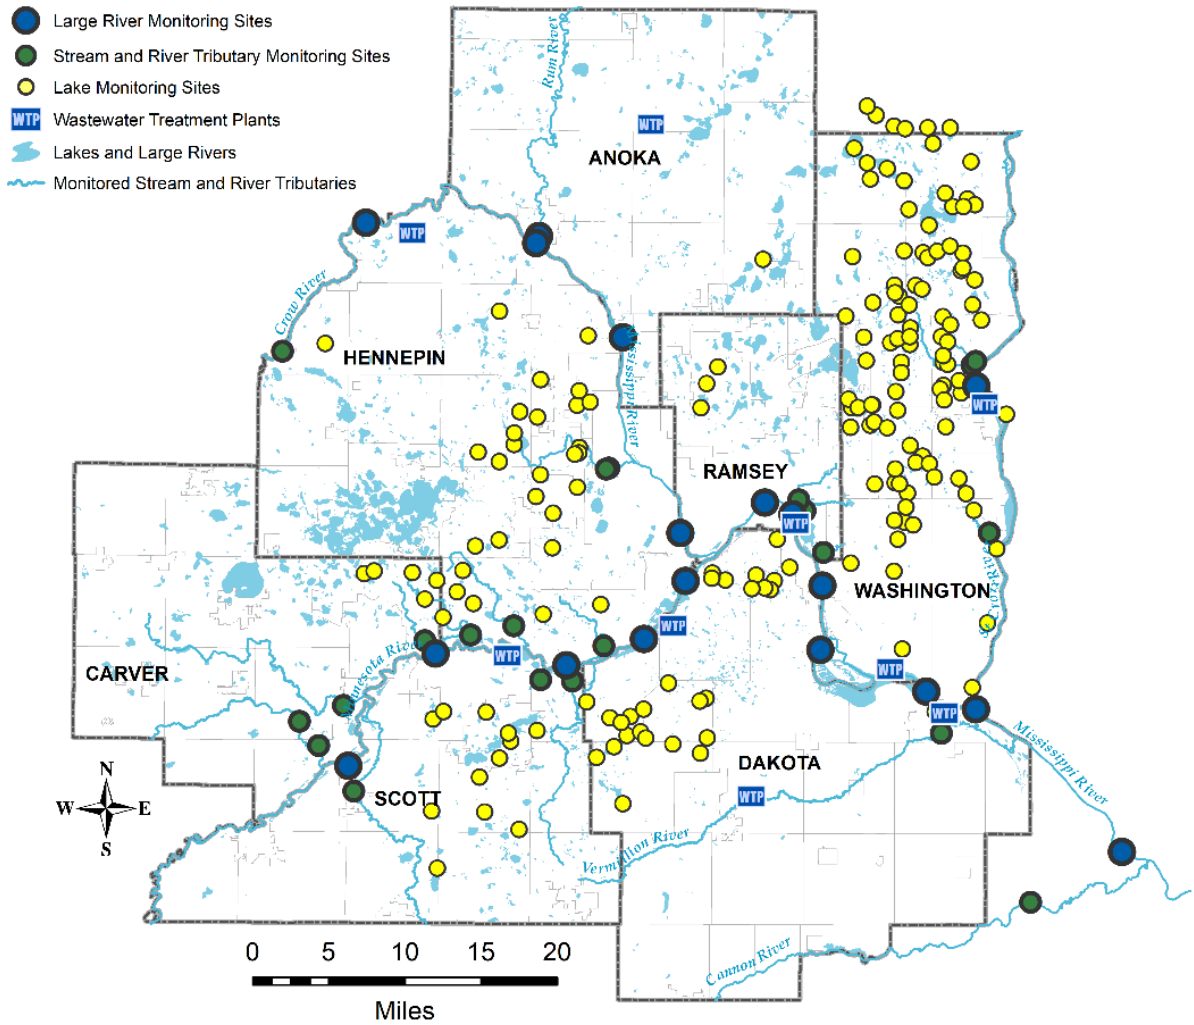 Large River Monitoring Sites
Stream and River Tributary Monitoring Sites
Lake Monitoring Sites
WTP Wastewater Treatment Plants
Lakes and Large Rivers
Monitored Stream and River Tributaries
Rum River
WTP
ANOKA
WTP
Crow River
HENNEPIN
Mississippi River
WTP
RAMSEY
WTP
WASHINGTON
St. Croix River
WTP
WTP
CARVER
Minnesota River
WTP
WTP
Mississippi River
DAKOTA
WTP
SCOTT
N
W E
S
Vermillion River
Cannon River
0 5 10 15 20
Miles